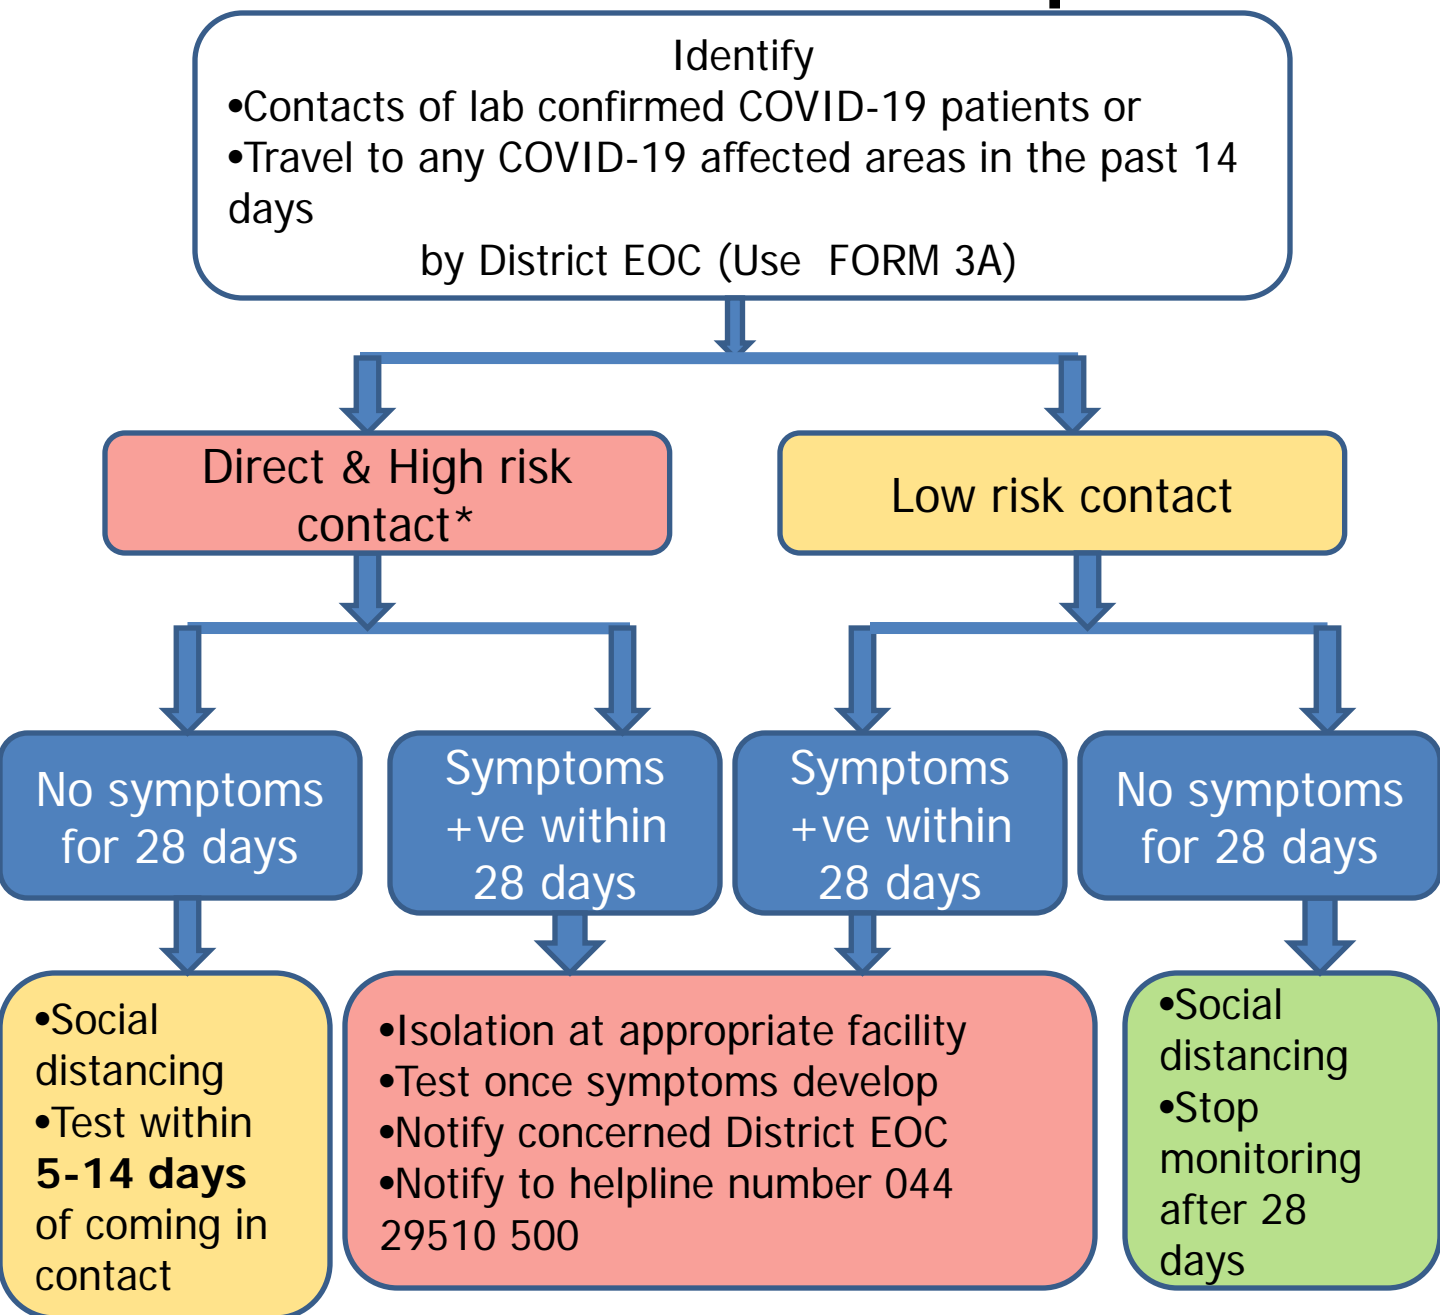 Identify
•Contacts of lab confirmed COVID-19 patients or
•Travel to any COVID-19 affected areas in the past 14
days
by District EOC (Use FORM 3A)
Direct & High risk
contact*
Low risk contact
No symptoms
for 28 days
Symptoms
+ve within
28 days
Symptoms
+ve within
28 days
No symptoms
for 28 days
•Social
distancing
•Test within
5-14 days
of coming in
contact
•Isolation at appropriate facility
•Test once symptoms develop
•Notify concerned District EOC
•Notify to helpline number 044
29510 500
•Social
distancing
•Stop
monitoring
after 28
days